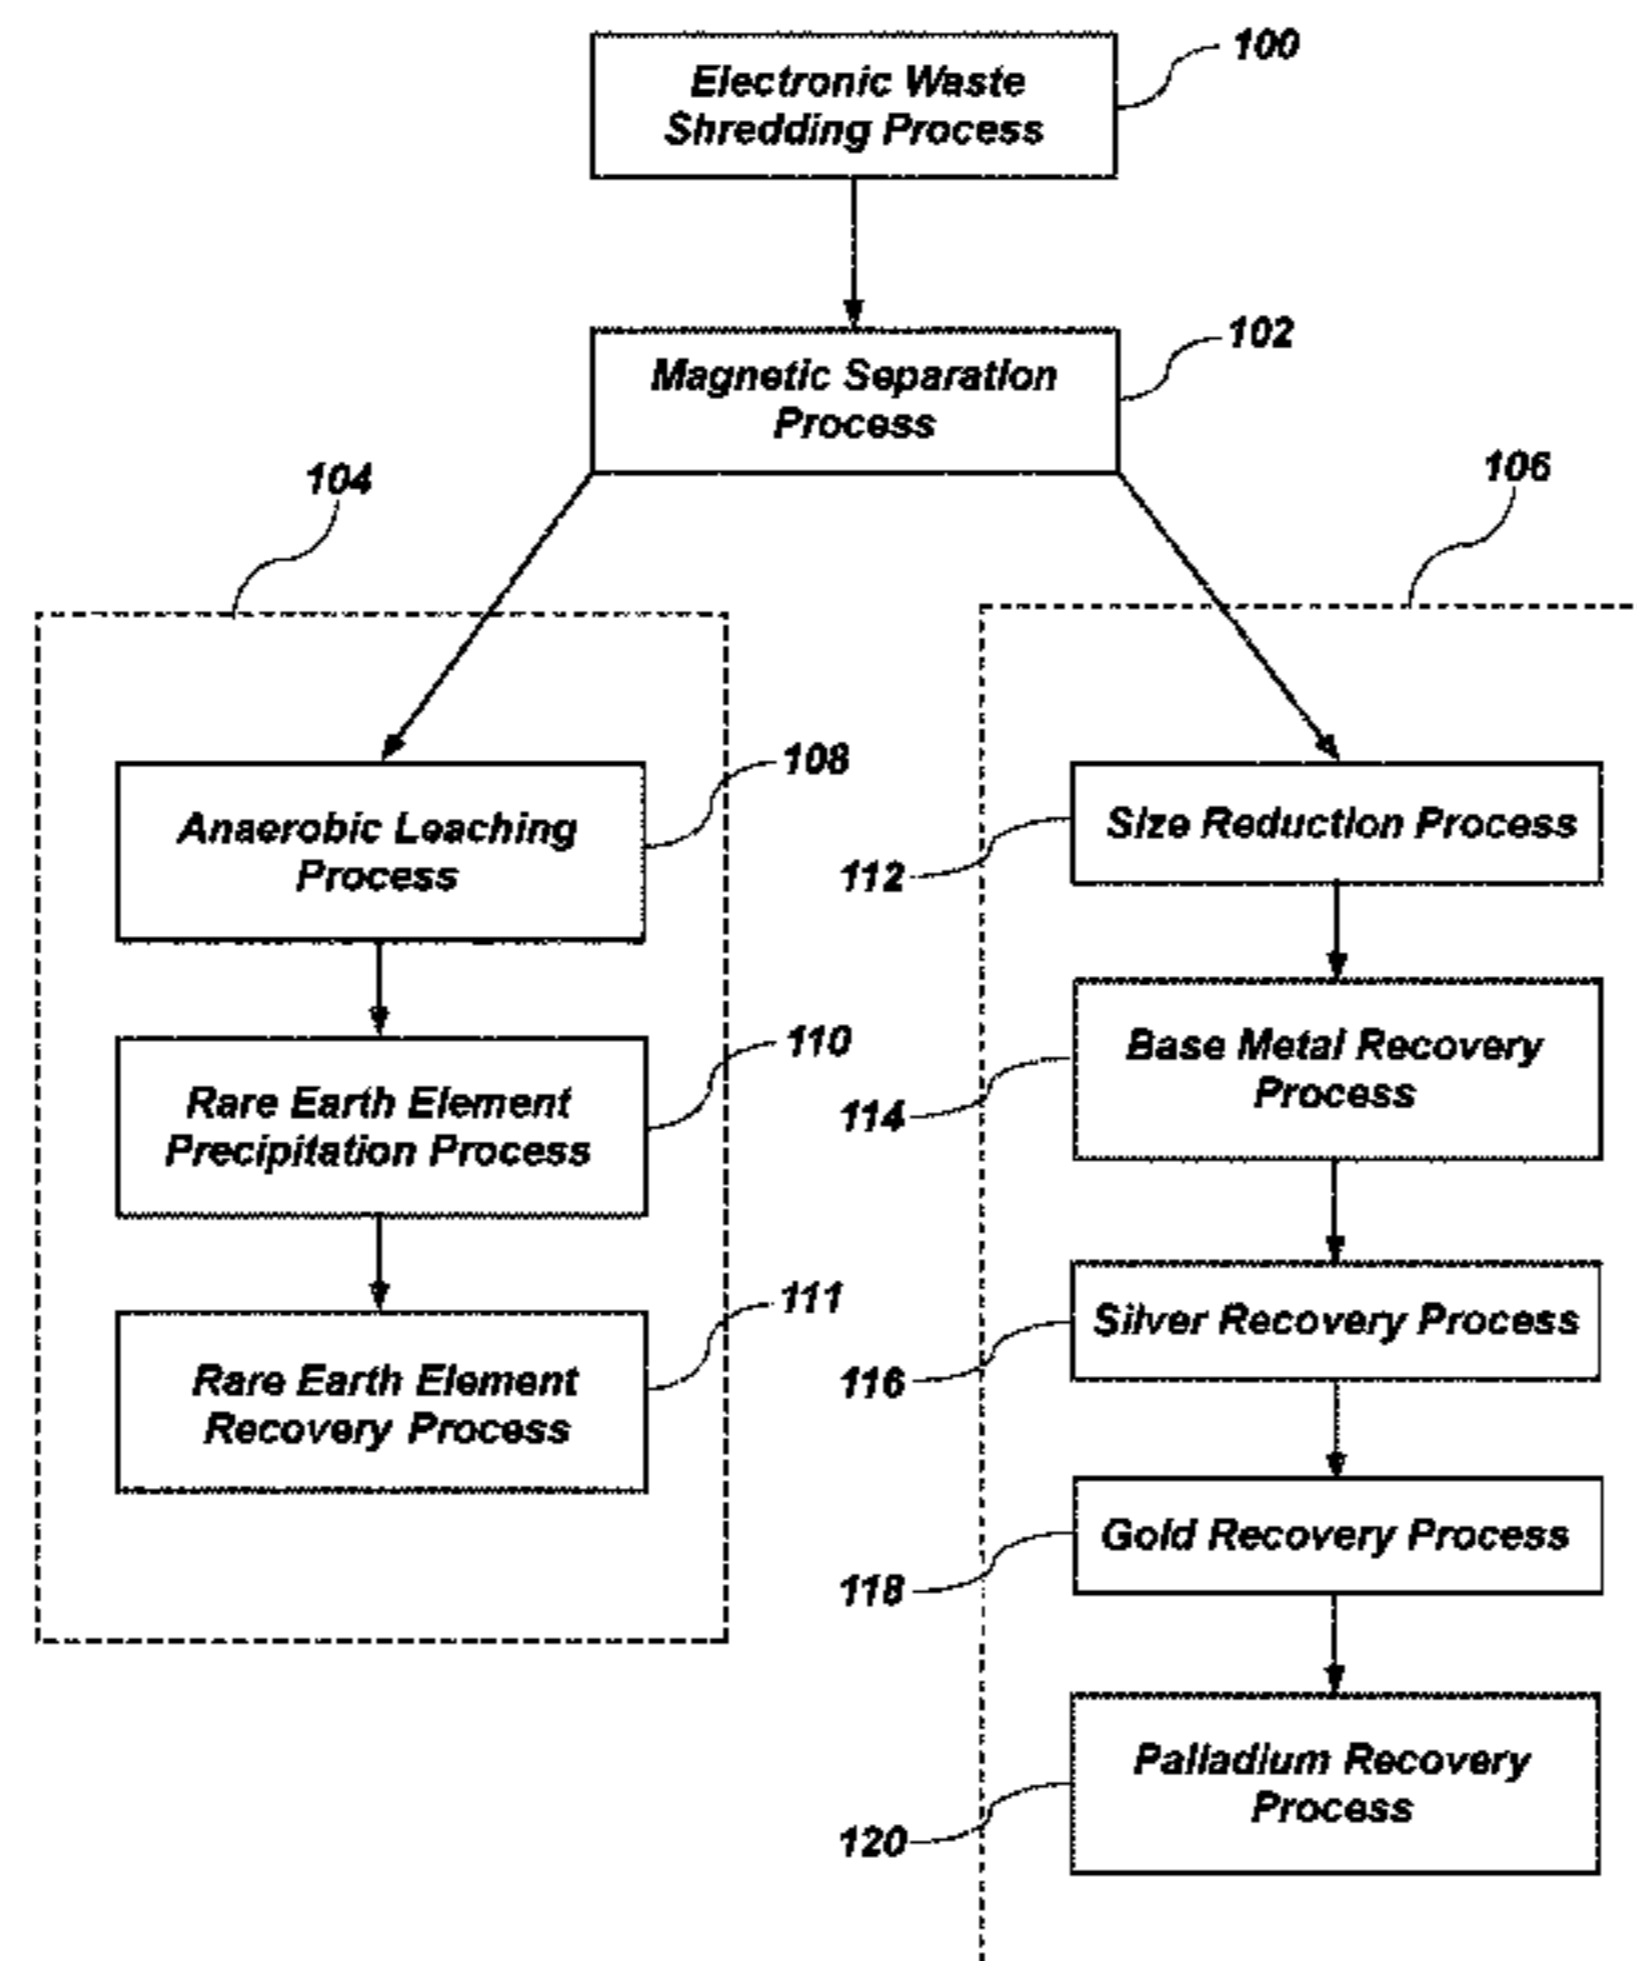 100
Electronic Waste
Shredding Process
102
Magnetic Separation
Process
104
106
108
Anaerobic Leaching
Process
110
Rare Earth Element
Precipitation Process
111
Rare Earth Element
Recovery Process
Size Reduction Process
112
Base Metal Recovery
Process
114
Silver Recovery Process
116
Gold Recovery Process
118
Palladium Recovery
Process
120